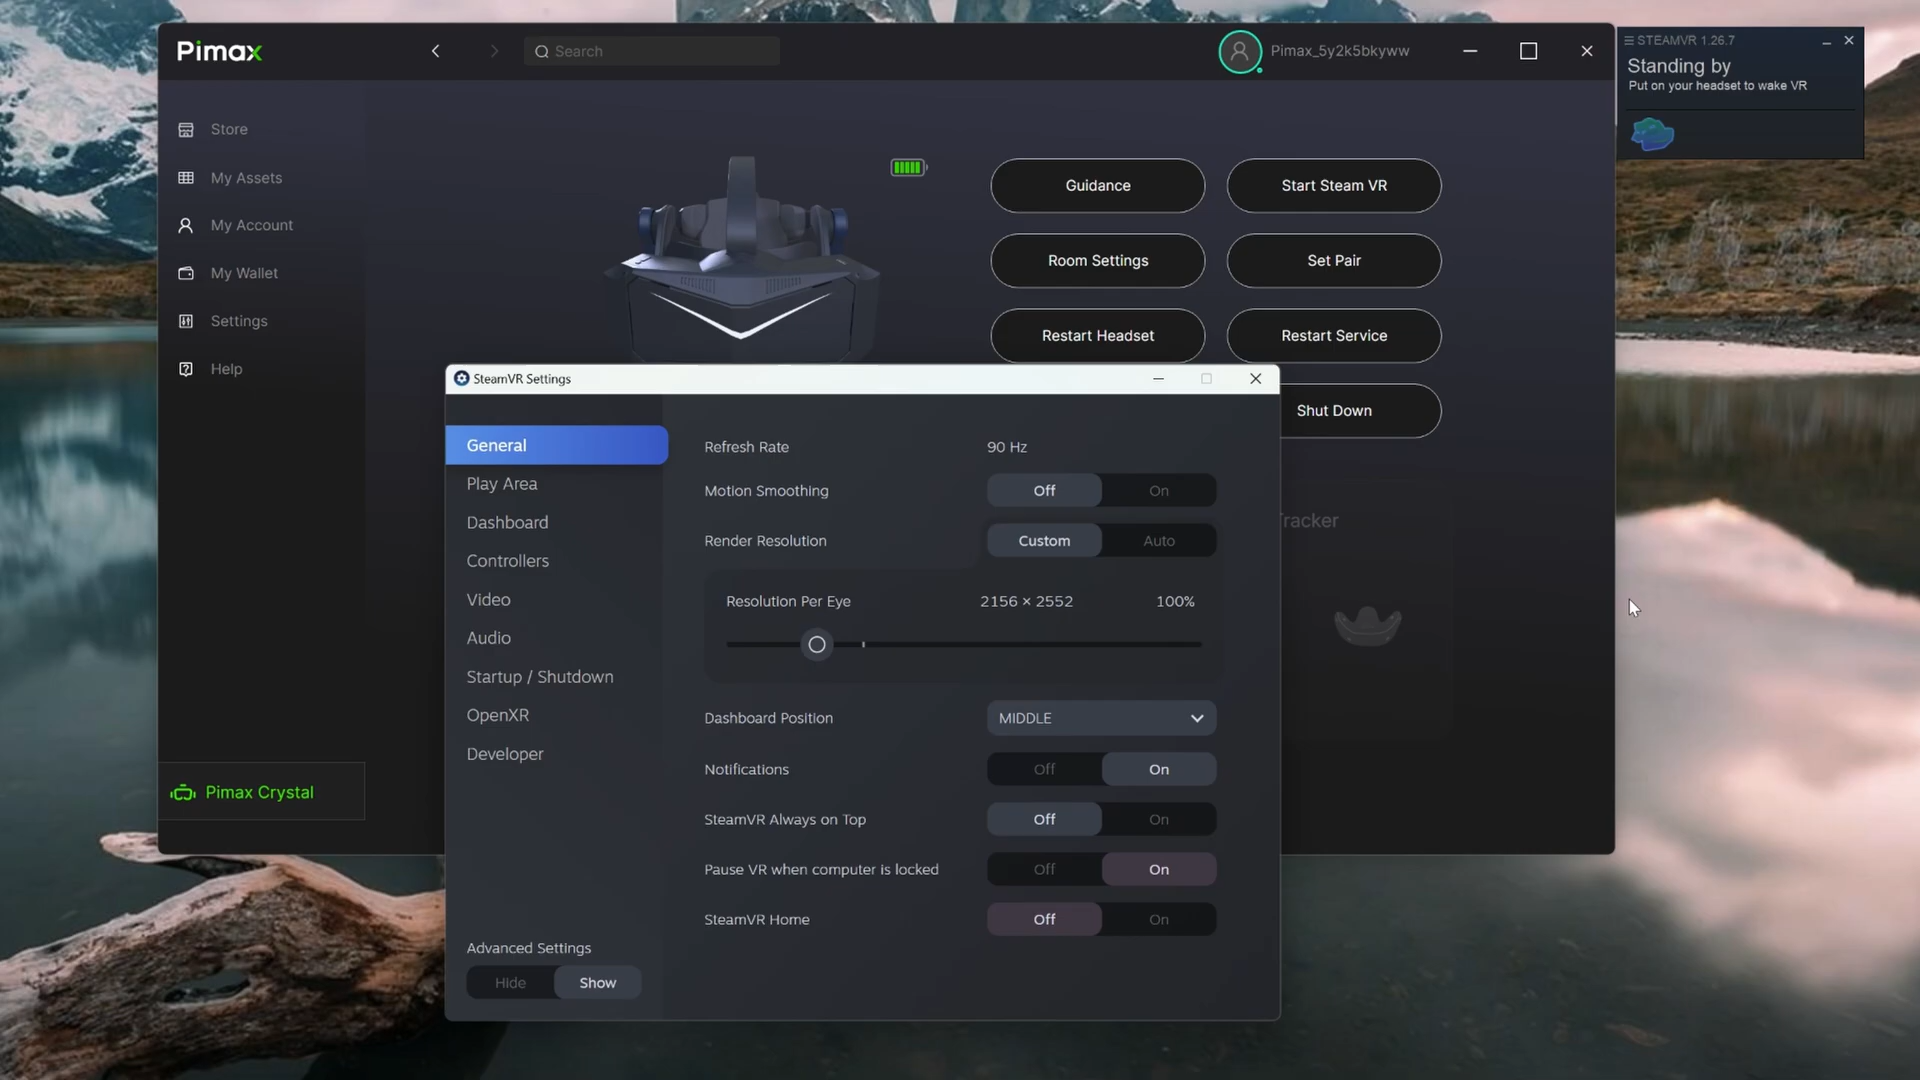 Pimax
Search
Pimax_5y2k5bkyww
STEAMVR 1.26.7
Standing by
Put on your headset to wake VR
Store
My Assets
My Account
My Wallet
Settings
Help
Pimax Crystal
Guidance
Start Steam VR
Room Settings
Set Pair
Restart Headset
Restart Service
Shut Down
Tracker
SteamVR Settings
General
Play Area
Dashboard
Controllers
Video
Audio
Startup / Shutdown
OpenXR
Developer
Advanced Settings
Hide Show
Refresh Rate 90 Hz
Motion Smoothing Off On
Render Resolution Custom Auto
Resolution Per Eye 2156 × 2552 100%
Dashboard Position MIDDLE
Notifications Off On
SteamVR Always on Top Off On
Pause VR when computer is locked Off On
SteamVR Home Off On